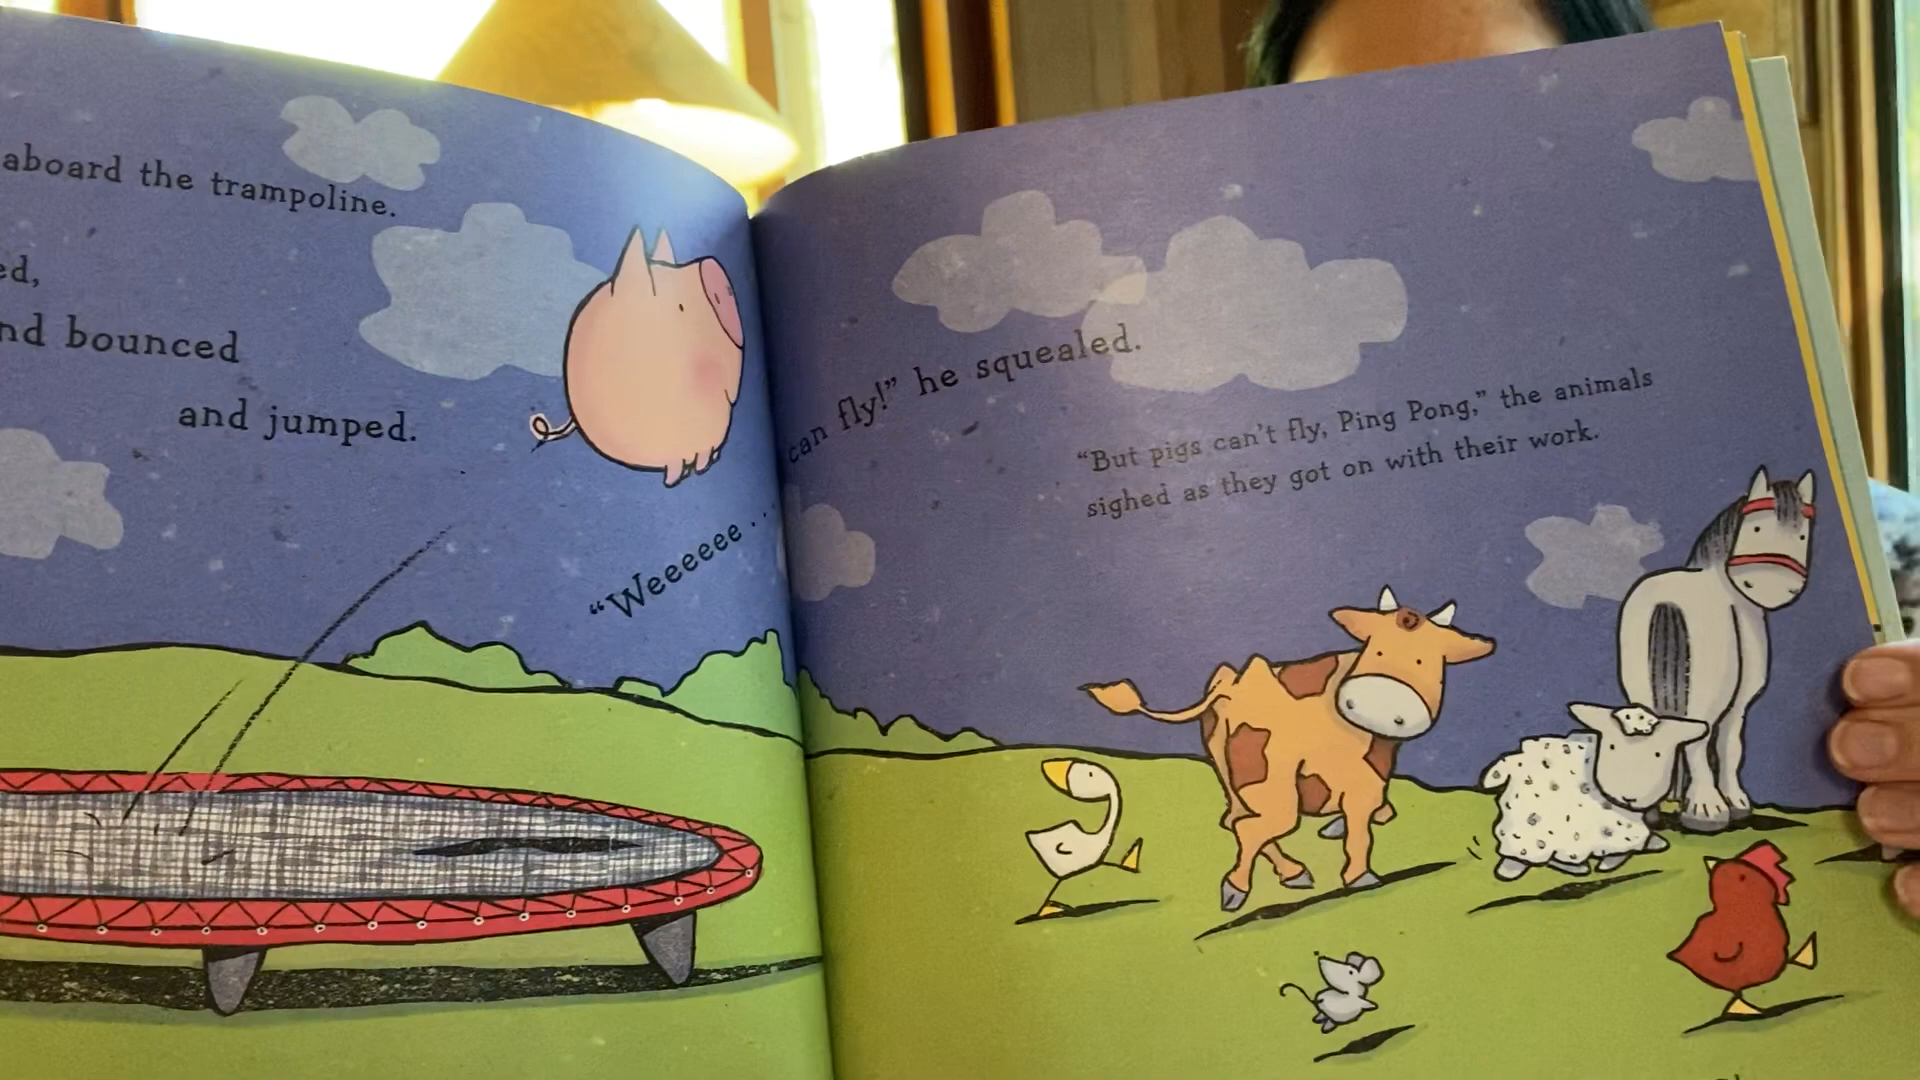 aboard the trampoline.
ed,
nd bounced
and jumped.
“Weeeeee . . .
can fly!” he squealed.
“But pigs can't fly, Ping Pong,” the animals
sighed as they got on with their work.